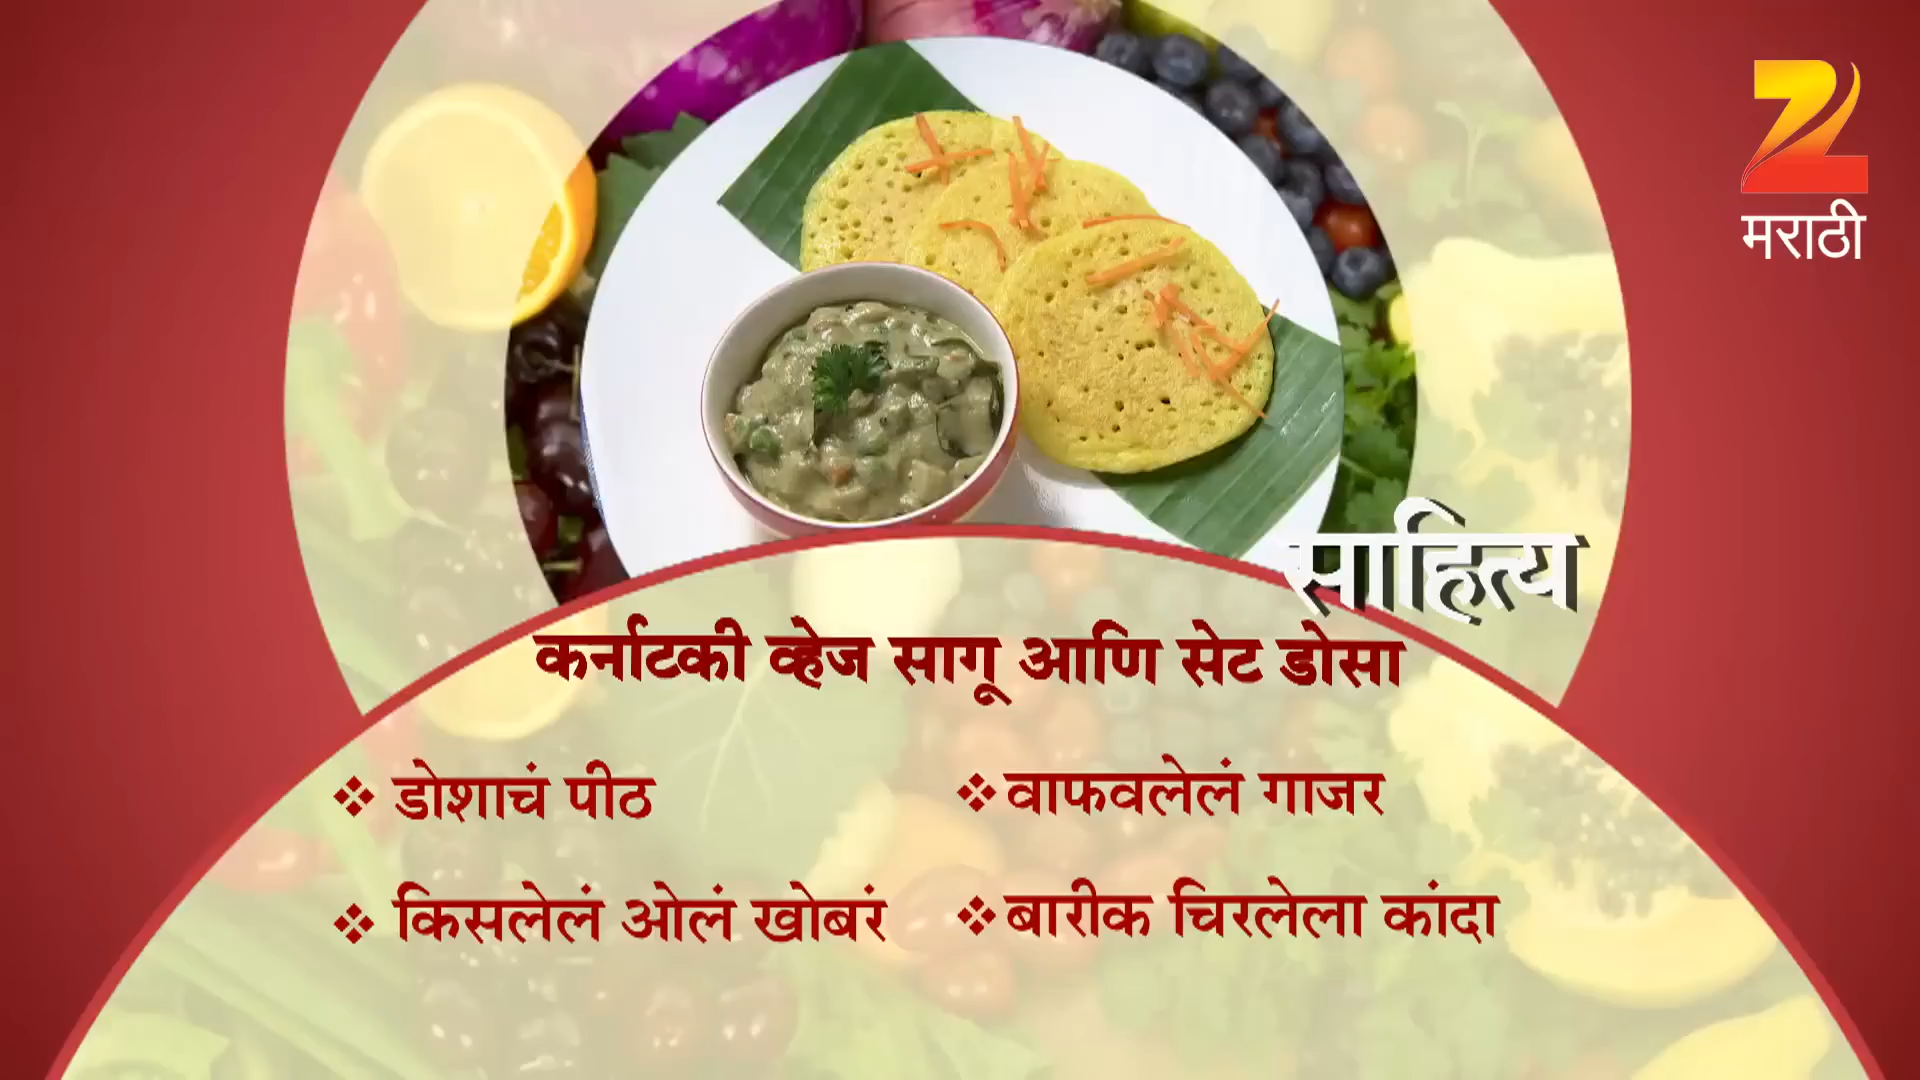 मराठी
साहित्य
कर्नाटकी व्हेज सागू आणि सेट डोसा
❖ डोशाचं पीठ
❖ वाफवलेलं गाजर
❖ किसलेलं ओलं खोबरं
❖ बारीक चिरलेला कांदा